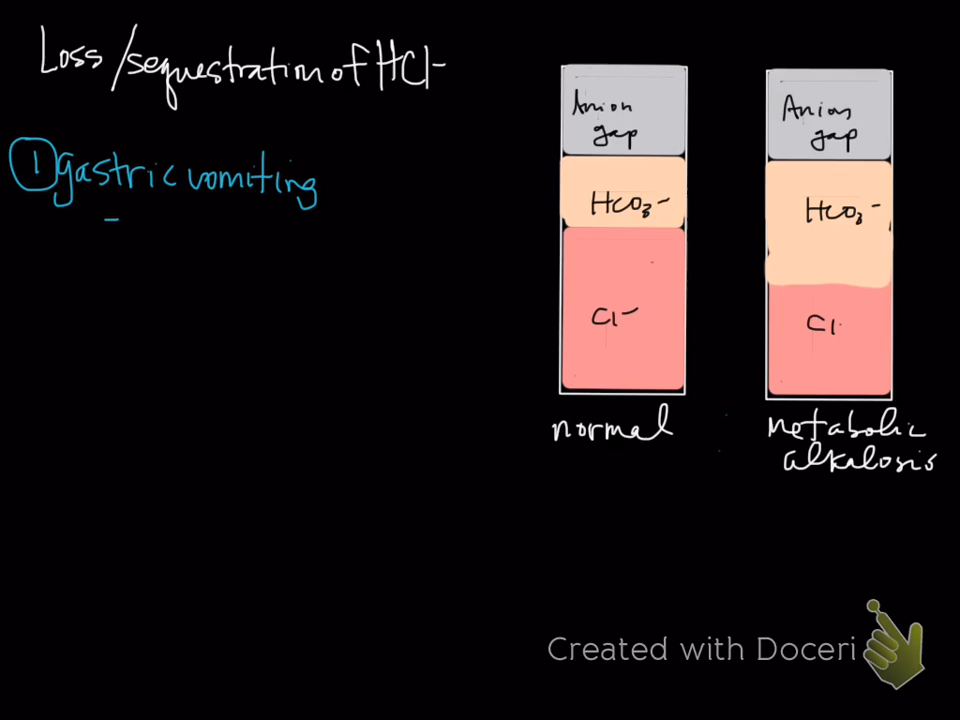 Loss/sequestration of HCl-
① gastric vomiting
Anion
gap
HCO₃-
Cl-
normal
Anion
gap
HCO₃-
Cl
metabolic
alkalosis
Created with Doceri